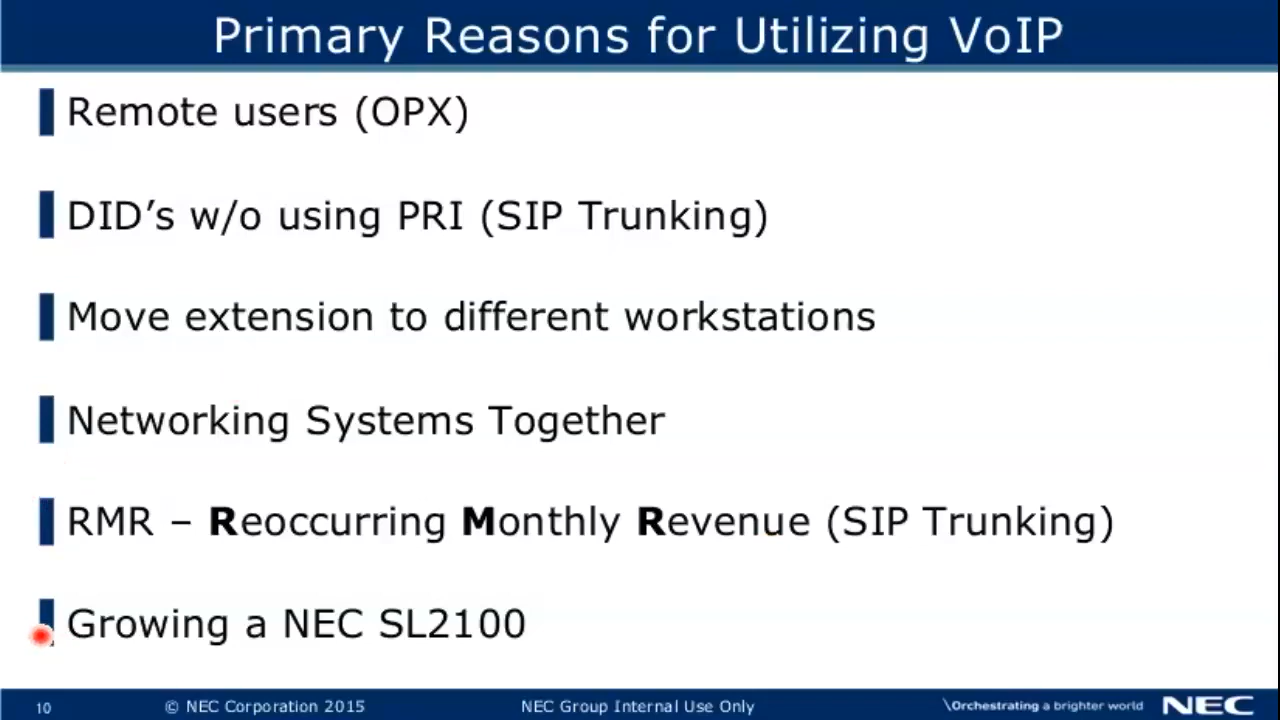 Primary Reasons for Utilizing VoIP
Remote users (OPX)
DID’s w/o using PRI (SIP Trunking)
Move extension to different workstations
Networking Systems Together
RMR – Reoccurring Monthly Revenue (SIP Trunking)
Growing a NEC SL2100
10 © NEC Corporation 2015 NEC Group Internal Use Only \Orchestrating a brighter world NEC